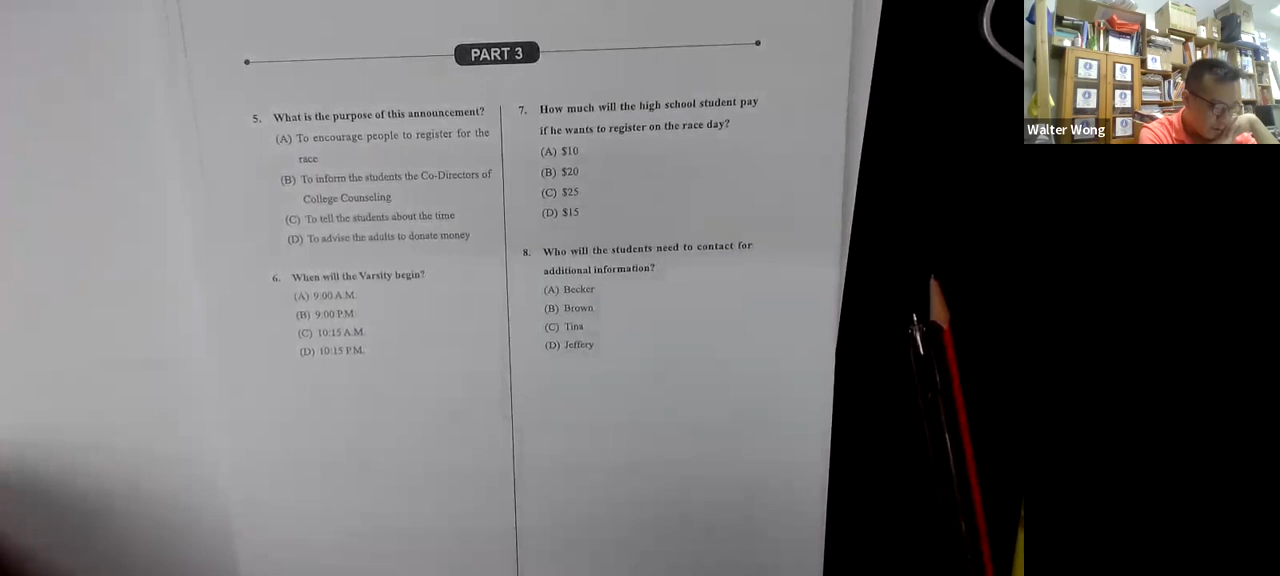 PART 3
5. What is the purpose of this announcement?
(A) To encourage people to register for the
race
(B) To inform the students the Co-Directors of
College Counseling
(C) To tell the students about the time
(D) To advise the adults to donate money
6. When will the Varsity begin?
(A) 9:00 A.M.
(B) 9:00 P.M.
(C) 10:15 A.M.
(D) 10:15 P.M.
7. How much will the high school student pay
if he wants to register on the race day?
(A) $10
(B) $20
(C) $25
(D) $15
8. Who will the students need to contact for
additional information?
(A) Becker
(B) Brown
(C) Tina
(D) Jeffery
Walter Wong